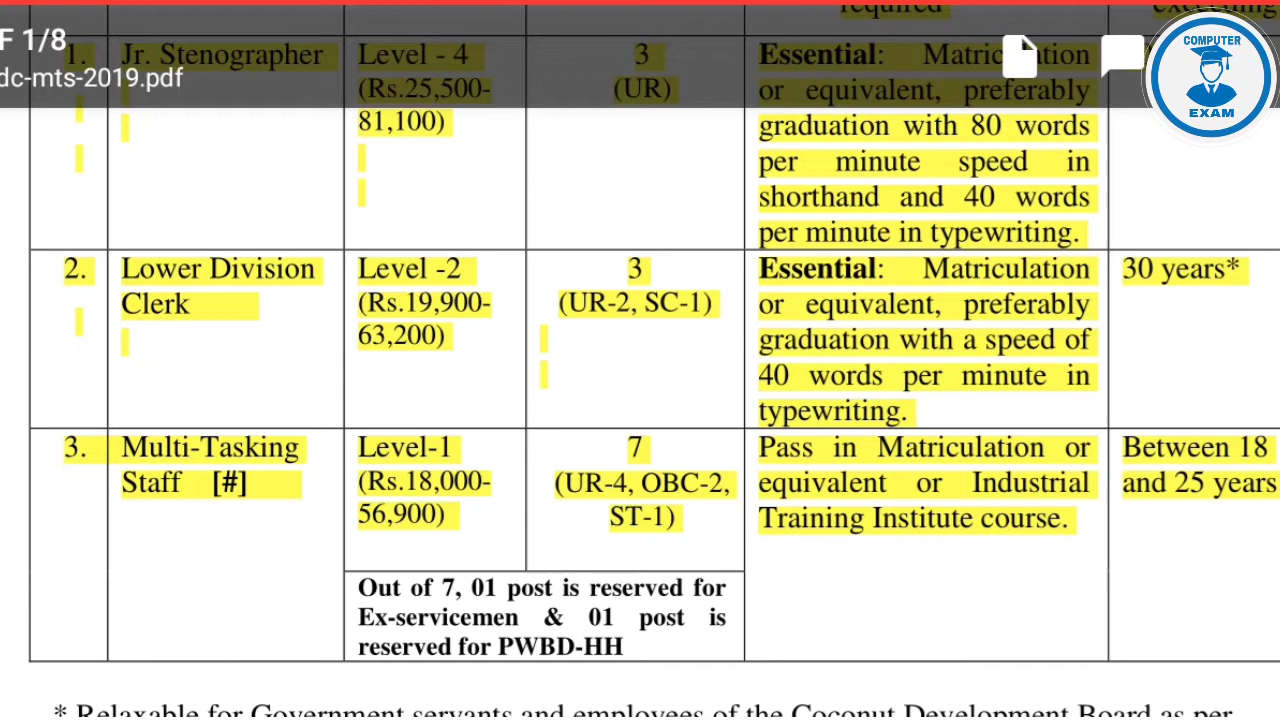 required
F 1/8
dc-mts-2019.pdf
COMPUTER
EXAM
1.
Jr. Stenographer
Level - 4
(Rs.25,500-
81,100)
3
(UR)
Essential: Matriculation
or equivalent, preferably
graduation with 80 words
per minute speed in
shorthand and 40 words
per minute in typewriting.
2.
Lower Division
Clerk
Level -2
(Rs.19,900-
63,200)
3
(UR-2, SC-1)
Essential: Matriculation
or equivalent, preferably
graduation with a speed of
40 words per minute in
typewriting.
30 years*
3.
Multi-Tasking
Staff [#]
Level-1
(Rs.18,000-
56,900)
7
(UR-4, OBC-2,
ST-1)
Pass in Matriculation or
equivalent or Industrial
Training Institute course.
Between 18
and 25 years
Out of 7, 01 post is reserved for
Ex-servicemen & 01 post is
reserved for PWBD-HH
* Relaxable for Government servants and employees of the Coconut Development Board as per